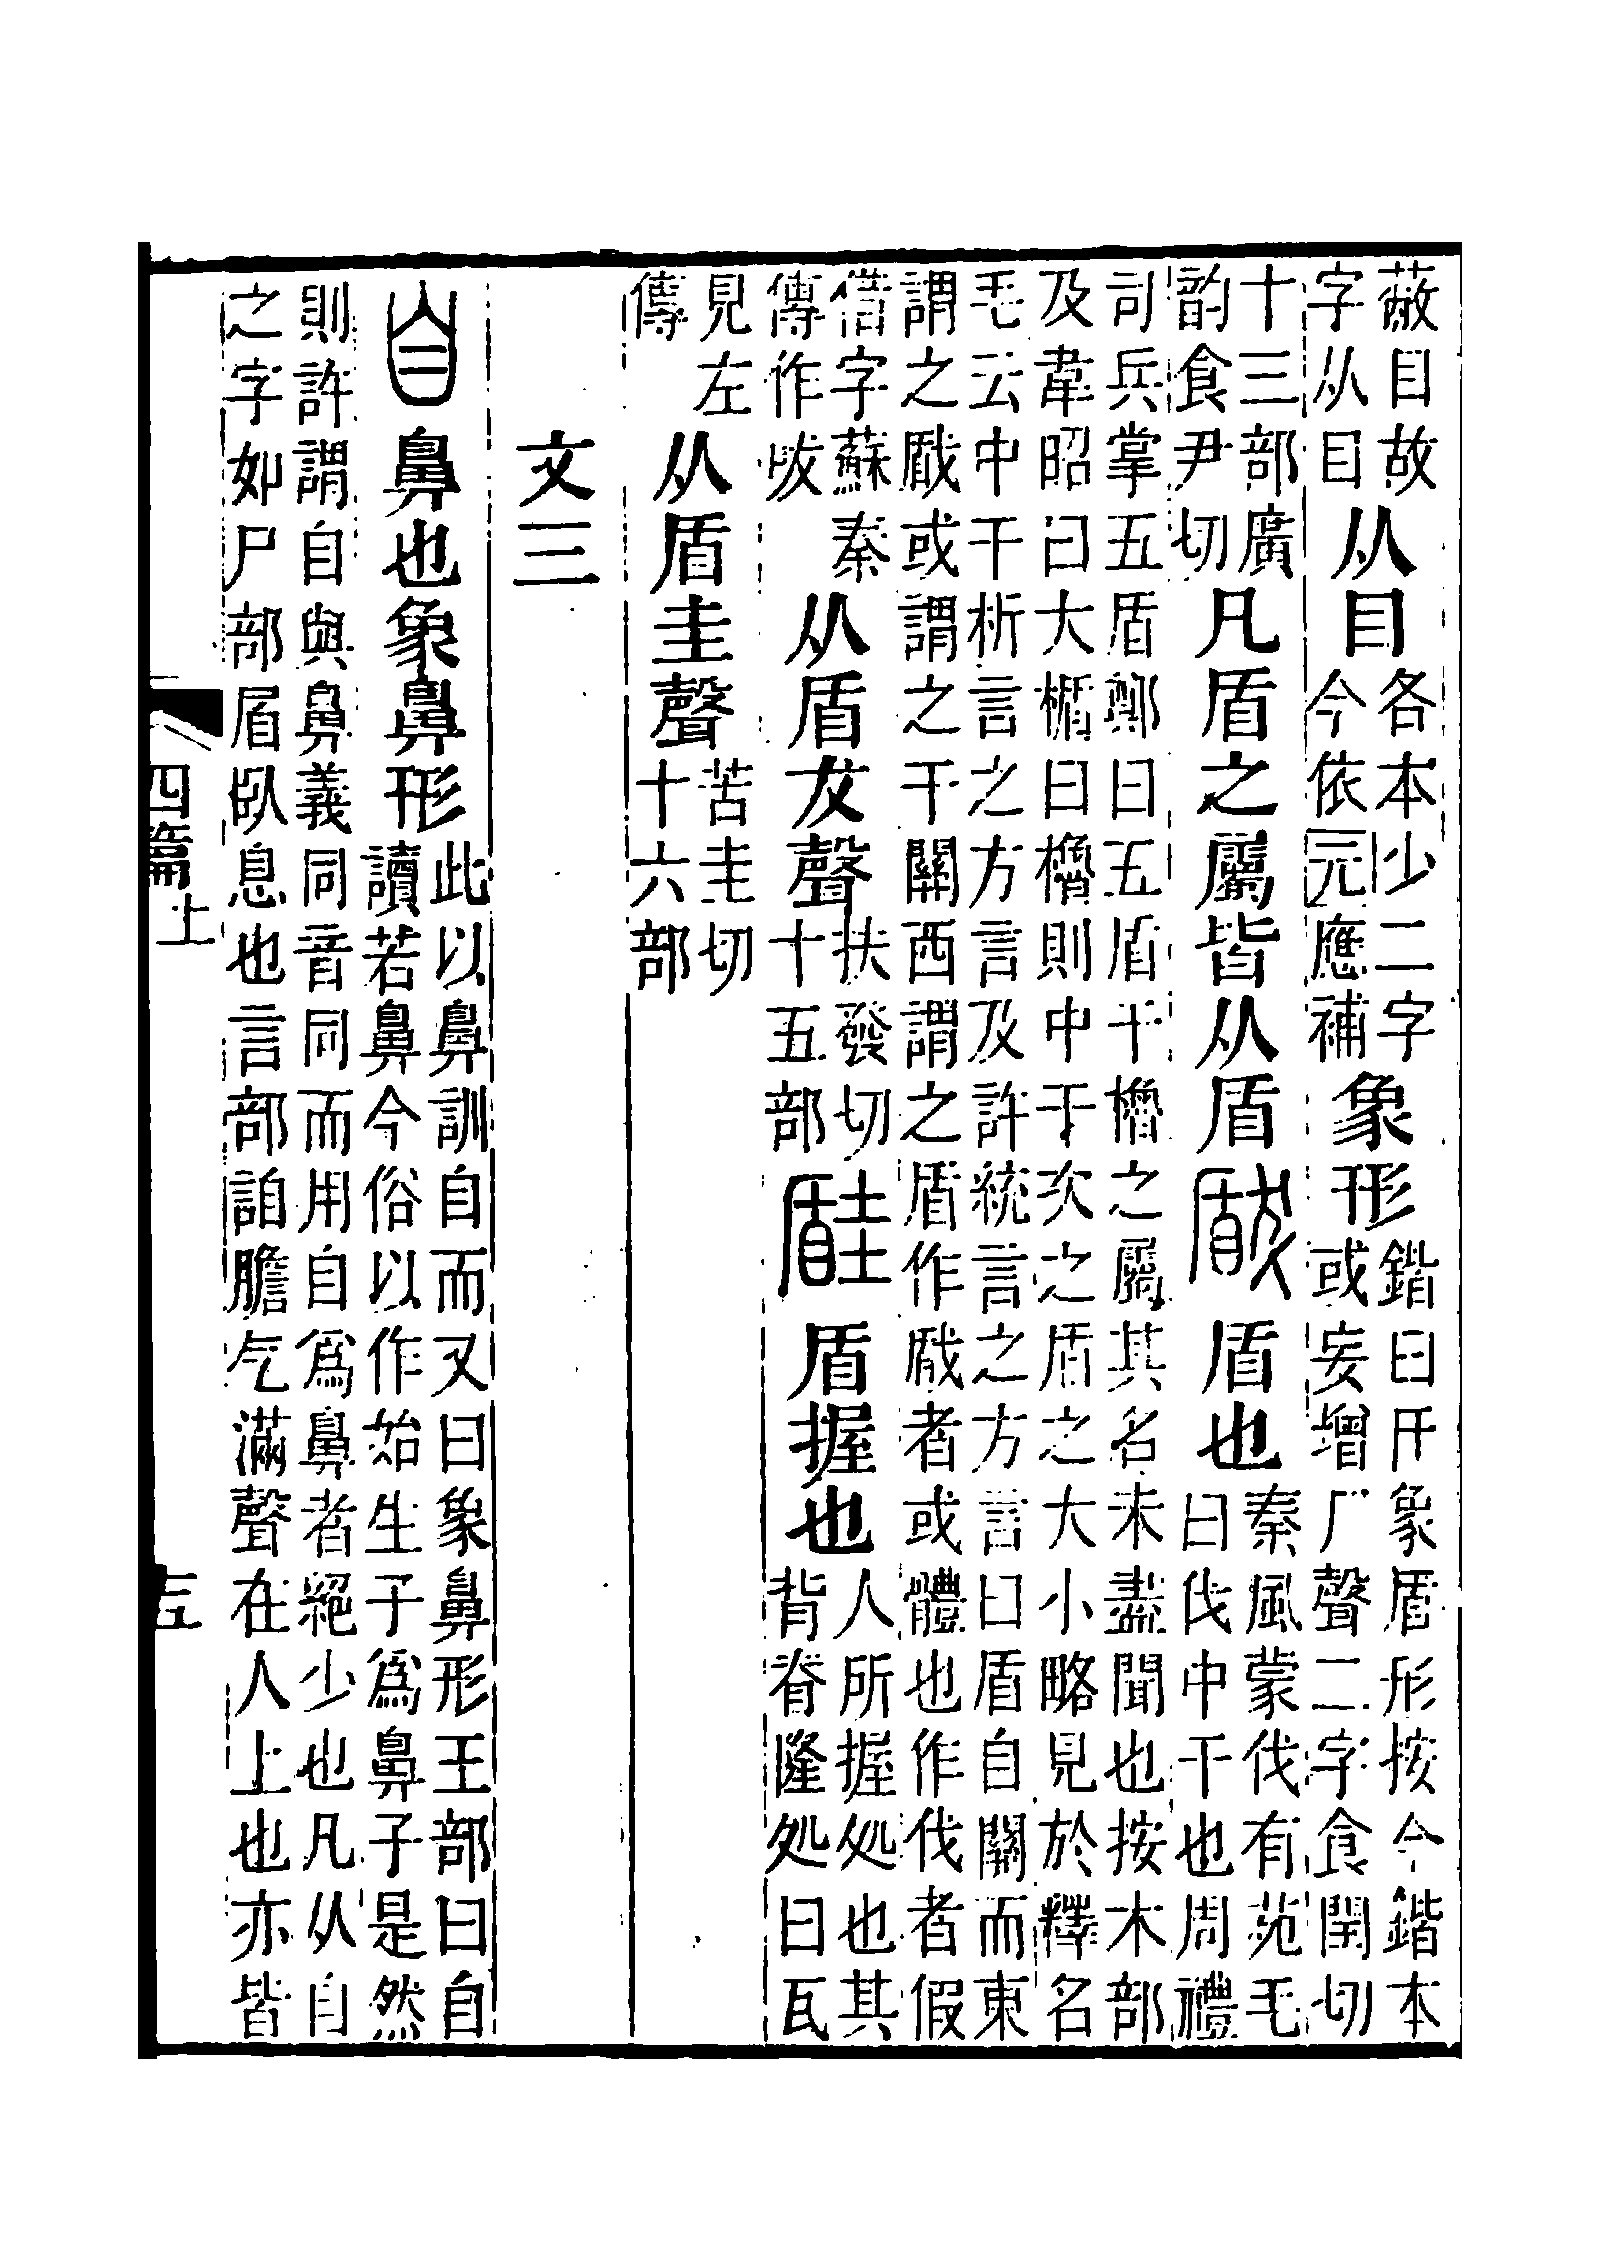 蔽目故字从目从目各本少二字今依元應補象形鍇曰𠂆象盾形按今鍇本或妄增厂聲二字食閏切
十三部廣韵食尹切凡盾之屬皆从盾瞂盾也秦風蒙伐有苑毛曰伐中干也周禮
司兵掌五盾鄭曰五盾干櫓之屬其名未盡聞也按木部
及韋昭曰大楯曰櫓則中干次之盾之大小略見於釋名
毛云中干析言之方言及許統言之方言曰盾自關而東
謂之瞂或謂之干關西謂之盾作瞂者或體也作伐者假
借字蘇秦傳作㕹从盾犮聲扶發切十五部𥍋盾握也人所握処也其背脊隆処曰瓦
見左傳从盾圭聲苦圭切十六部
文三
自鼻也象鼻形此以鼻訓自而又曰象鼻形王部曰自讀若鼻今俗以作始生子爲鼻子是然
則許謂自與鼻義同音同而用自爲鼻者絕少也凡从自
之字如尸部㞒臥息也言部詯膽气滿聲在人上也亦皆
四篇上
十五